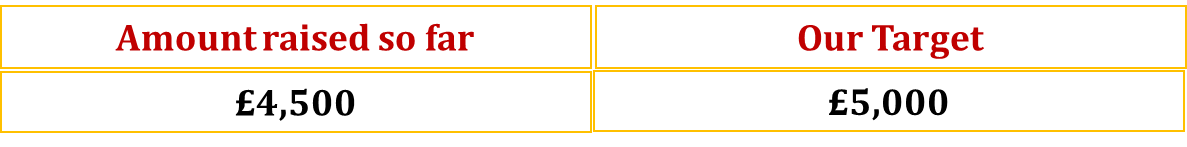 Amount raised so far
Our Target
£4,500
£5,000